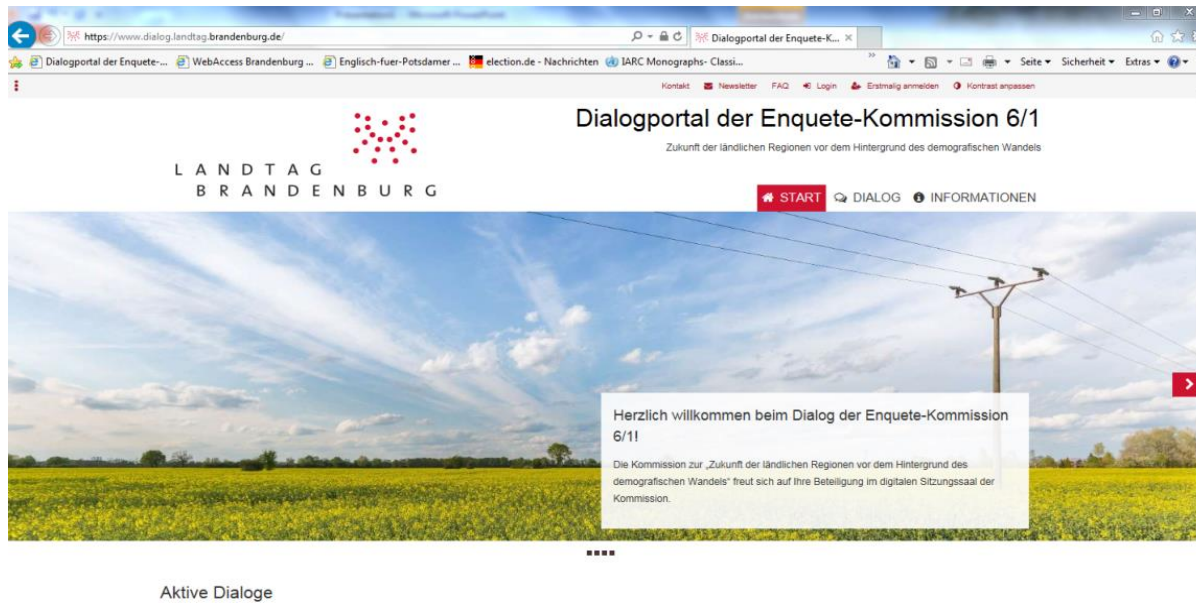 https://www.dialog.landtag.brandenburg.de/
Dialogportal der Enquete-K...
Dialogportal der Enquete-...
WebAccess Brandenburg ...
Englisch-fuer-Potsdamer ...
election.de - Nachrichten
IARC Monographs- Classi...
Seite
Sicherheit
Extras
Kontakt Newsletter FAQ Login Erstmalig anmelden Kontrast anpassen
LANDTAG
BRANDENBURG
Dialogportal der Enquete-Kommission 6/1
Zukunft der ländlichen Regionen vor dem Hintergrund des demografischen Wandels
START DIALOG INFORMATIONEN
Herzlich willkommen beim Dialog der Enquete-Kommission
6/1!
Die Kommission zur „Zukunft der ländlichen Regionen vor dem Hintergrund des
demografischen Wandels“ freut sich auf Ihre Beteiligung im digitalen Sitzungssaal der
Kommission.
Aktive Dialoge